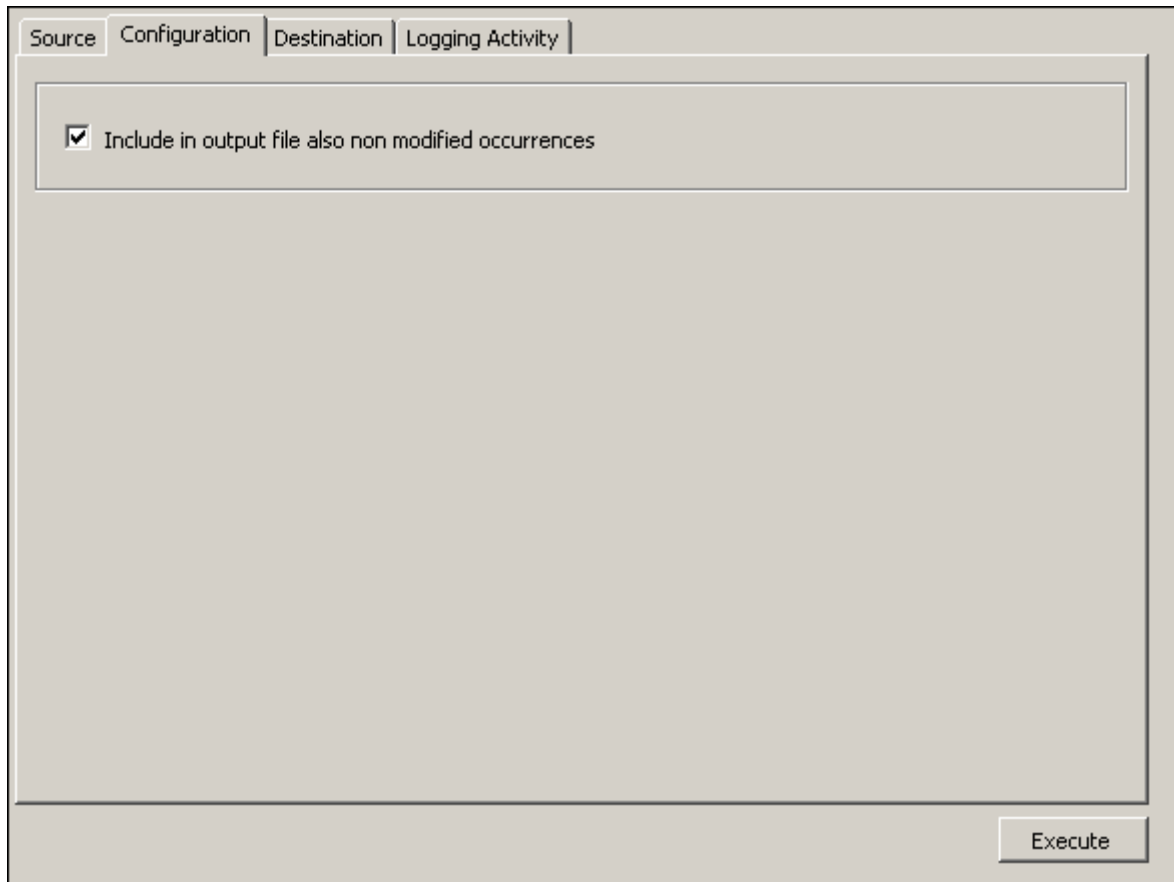 Source Configuration Destination Logging Activity
Include in output file also non modified occurrences
Execute